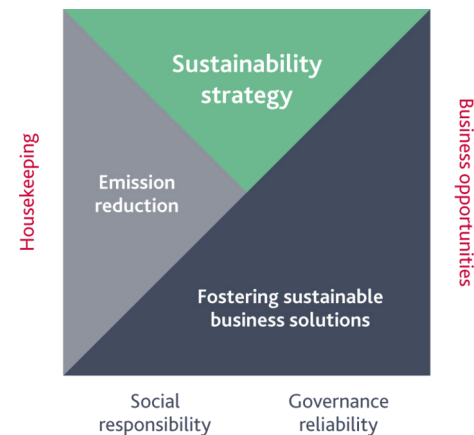 Sustainability
strategy
Housekeeping
Emission
reduction
Business opportunities
Fostering sustainable
business solutions
Social
responsibility
Governance
reliability